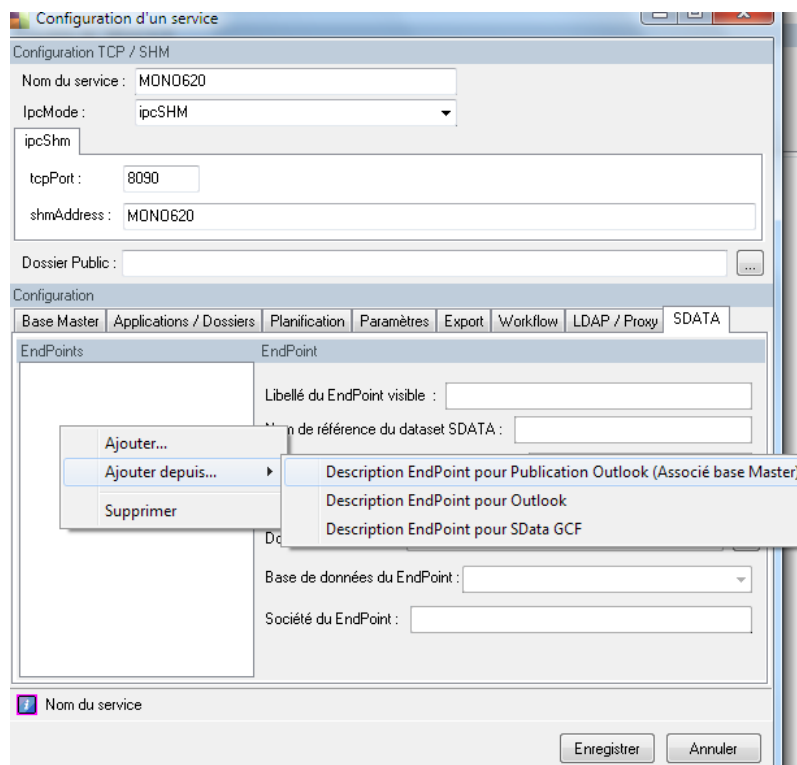 Configuration d'un service
Configuration TCP / SHM
Nom du service : MONO620
IpcMode : ipcSHM
ipcShm
tcpPort : 8090
shmAddress : MONO620
Dossier Public : ...
Configuration
Base Master Applications / Dossiers Planification Paramètres Export Workflow LDAP / Proxy SDATA
EndPoints EndPoint
Libellé du EndPoint visible :
de référence du dataset SDATA :
Ajouter...
Ajouter depuis... Description EndPoint pour Publication Outlook (Associé base Master)
Description EndPoint pour Outlook
Supprimer
Description EndPoint pour SData GCF
Base de données du EndPoint :
Société du EndPoint :
Nom du service
Enregistrer Annuler